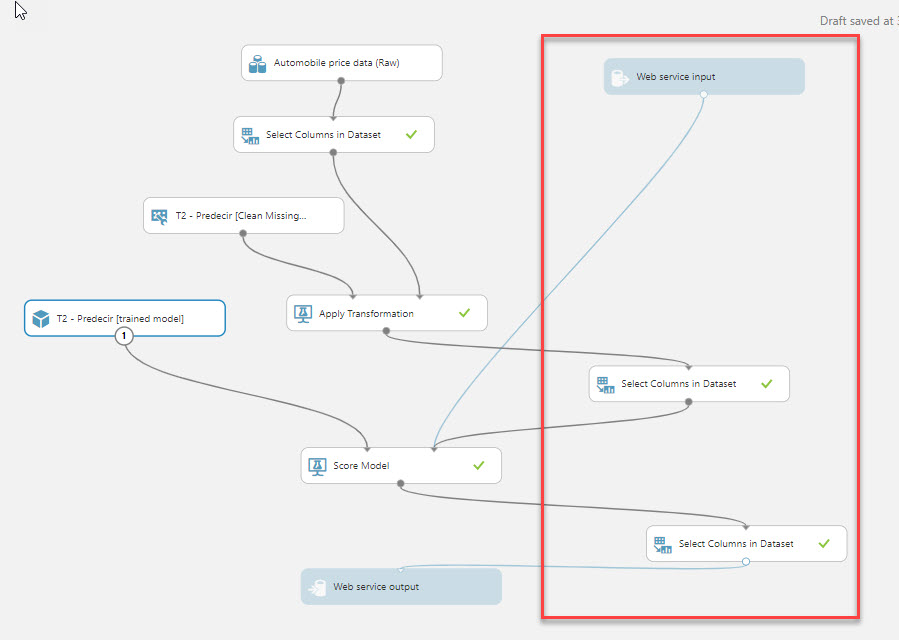 Draft saved at 3
Automobile price data (Raw)
Web service input
Select Columns in Dataset
T2 - Predecir [Clean Missing...
Apply Transformation
T2 - Predecir [trained model]
1
Select Columns in Dataset
Score Model
Select Columns in Dataset
Web service output